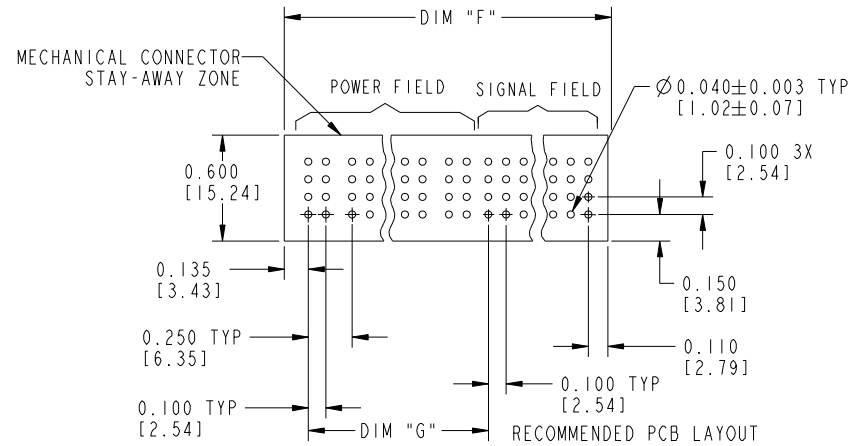 DIM "F"
MECHANICAL CONNECTOR
STAY-AWAY ZONE
POWER FIELD
SIGNAL FIELD
Ø0.040±0.003 TYP
[1.02±0.07]
0.600
[15.24]
0.100 3X
[2.54]
0.135
[3.43]
0.150
[3.81]
0.250 TYP
[6.35]
0.110
[2.79]
0.100 TYP
[2.54]
0.100 TYP
[2.54]
DIM "G"
RECOMMENDED PCB LAYOUT